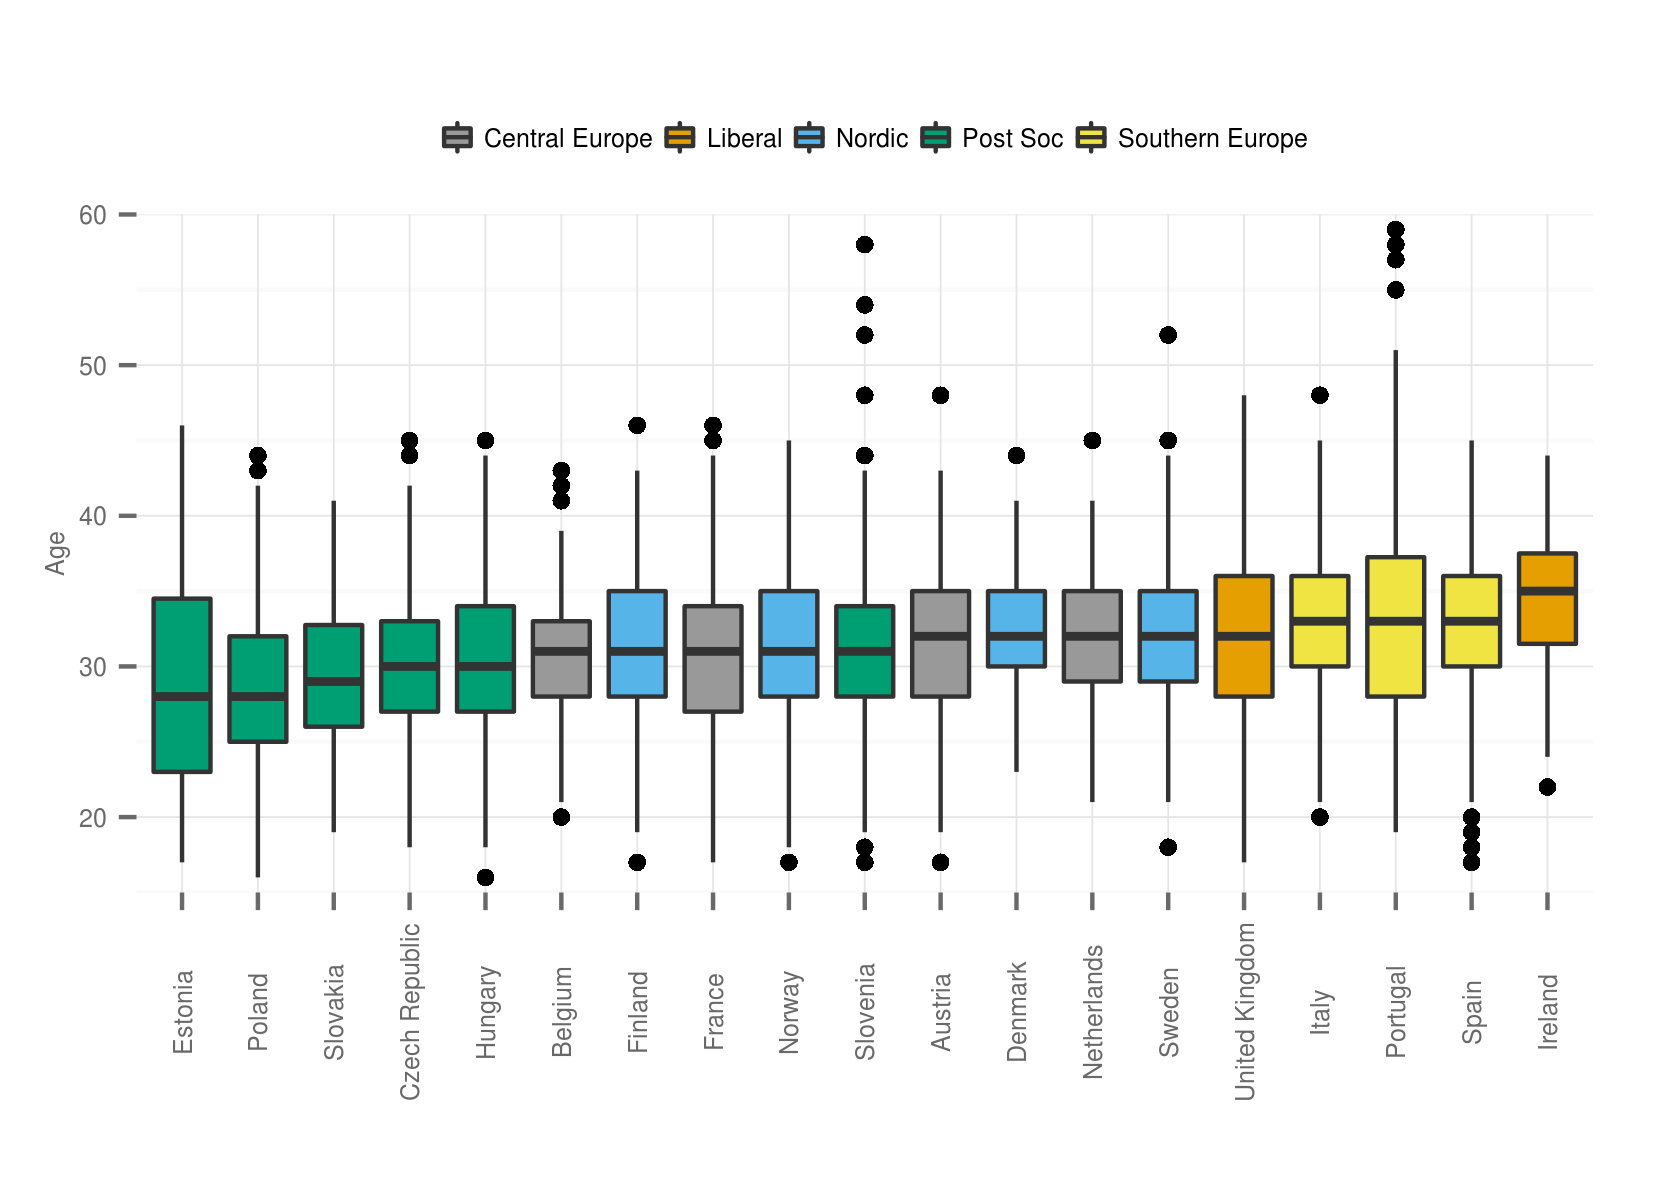 Central Europe Liberal Nordic Post Soc Southern Europe
60
50
40
30
20
Age
Estonia
Poland
Slovakia
Czech Republic
Hungary
Belgium
Finland
France
Norway
Slovenia
Austria
Denmark
Netherlands
Sweden
United Kingdom
Italy
Portugal
Spain
Ireland